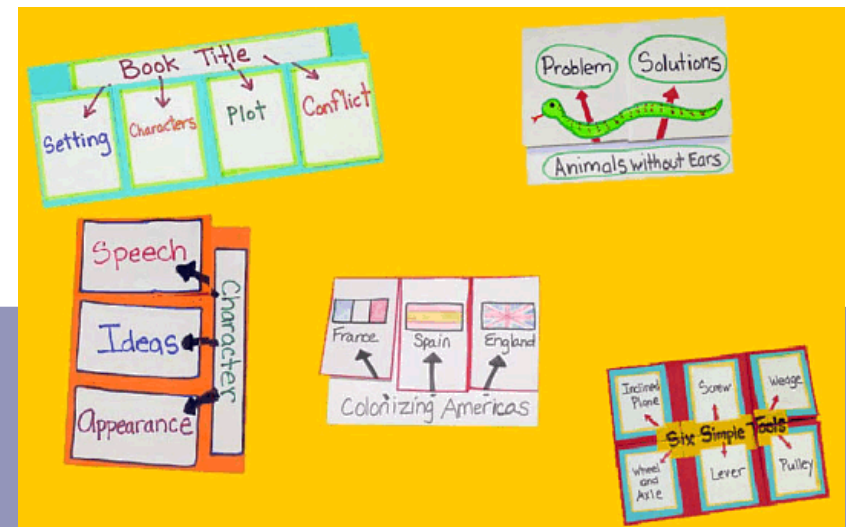 Book Title
Setting
Characters
Plot
Conflict
Problem
Solutions
Animals without Ears
Speech
Ideas
Appearance
Character
France
Spain
England
Colonizing Americas
Inclined
Plane
Screw
Wedge
Six Simple Tools
Wheel
and
Axle
Lever
Pulley